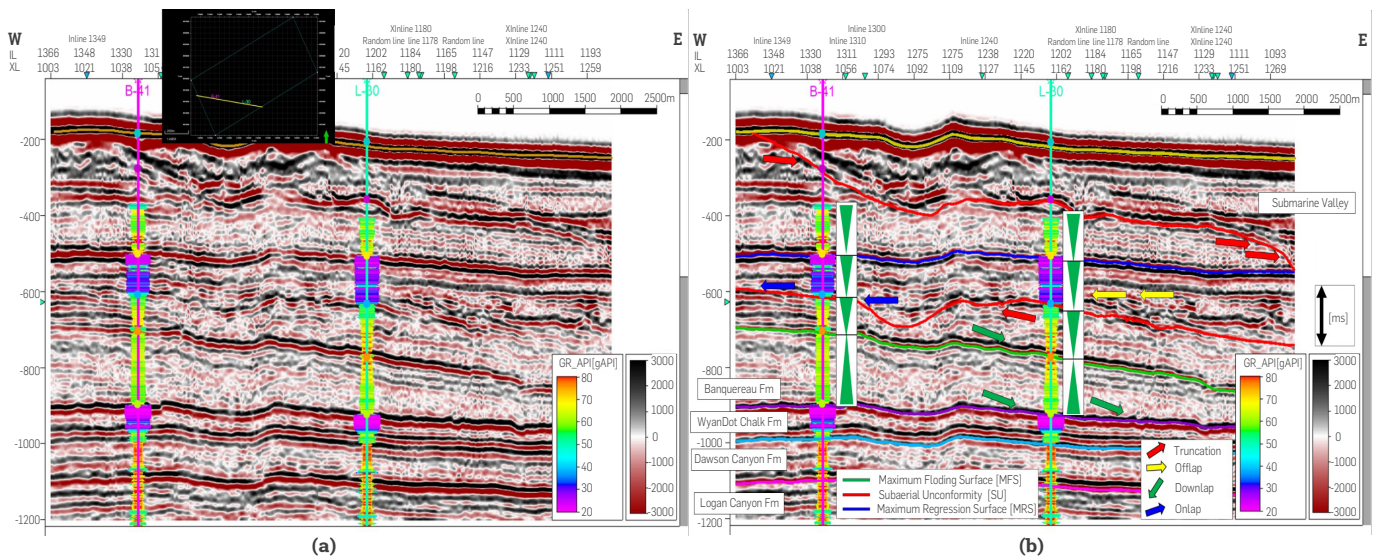 W
E
Inline 1349
XInline 1180
XInline 1240
Random line
line 1178
Random line
XInline 1240
IL
1366
1348
1330
131
20
1202
1184
1165
1147
1129
1111
1193
XL
1003
1021
1038
105
45
1162
1180
1198
1216
1233
1251
1259
B-41
L-30
0
500
1000
1500
2000
2500m
-200
-400
-600
-800
-1000
-1200
GR_API[gAPI]
80
70
60
50
40
30
20
3000
2000
1000
0
1000
2000
3000
(a)
W
E
Inline 1300
XInline 1180
XInline 1240
Inline 1349
Inline 1310
Inline 1240
Random line
line 1178
Random line
XInline 1240
IL
1366
1348
1330
1311
1293
1275
1275
1238
1220
1202
1184
1165
1147
1129
1111
1093
XL
1003
1021
1038
1056
1074
1092
1109
1127
1145
1162
1180
1198
1216
1233
1251
1269
B-41
L-30
0
500
1000
1500
2000
2500m
-200
-400
-600
-800
-1000
-1200
Submarine Valley
[ms]
Banquereau Fm
WyanDot Chalk Fm
Dawson Canyon Fm
Logan Canyon Fm
Maximum Floding Surface [MFS]
Subaerial Unconformity [SU]
Maximum Regression Surface [MRS]
Truncation
Offlap
Downlap
Onlap
GR_API[gAPI]
80
70
60
50
40
30
20
3000
2000
1000
0
1000
2000
3000
(b)